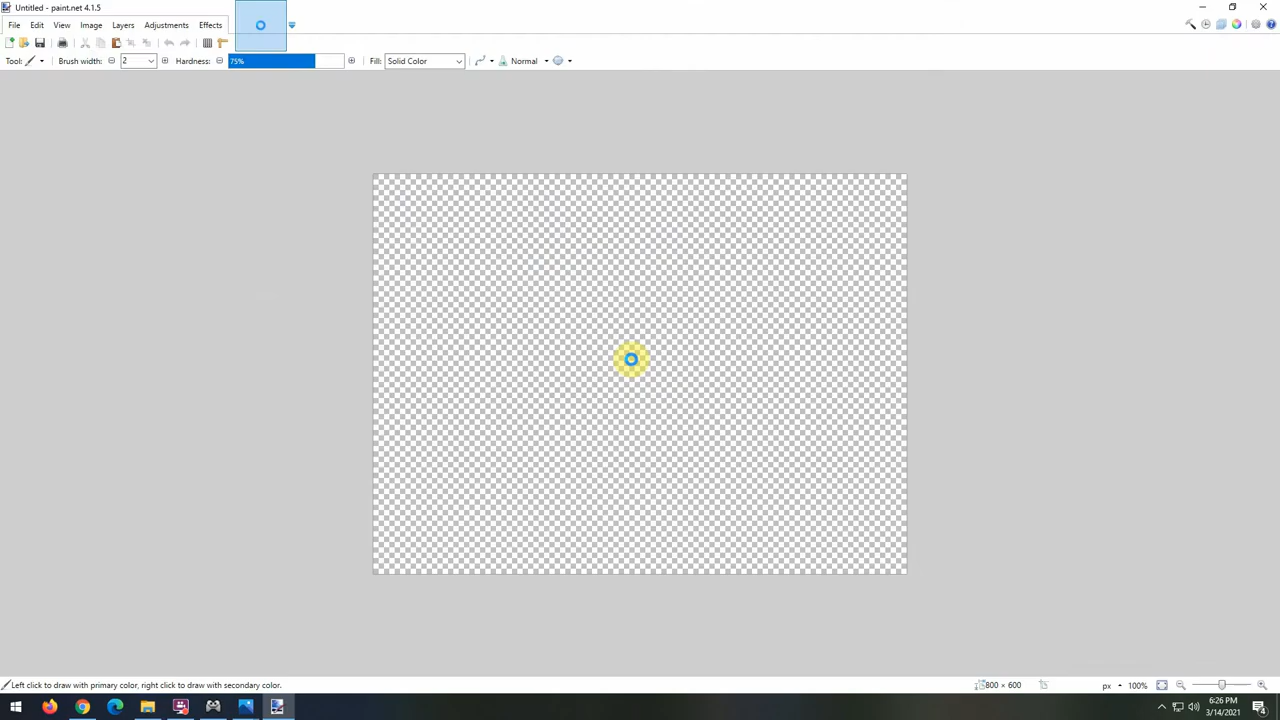 Untitled - paint.net 4.1.5
File Edit View Image Layers Adjustments Effects
Tool: Brush width: 2 Hardness: 75% Fill: Solid Color Normal
Left click to draw with primary color, right click to draw with secondary color. 800 × 600 px 100%
6:26 PM
3/14/2021
4